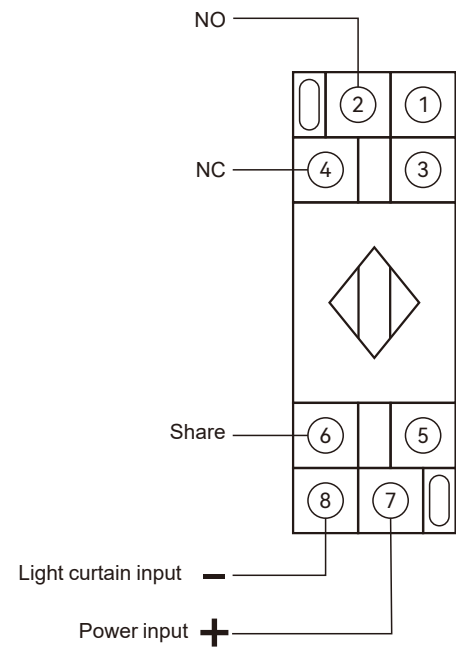 NO
2 1
NC 4 3
Share 6 5
8 7
Light curtain input −
Power input +